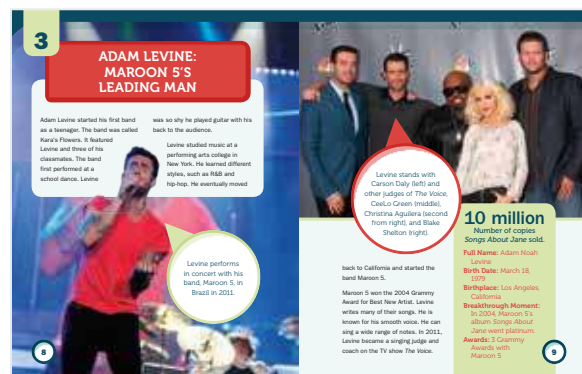 3
ADAM LEVINE:
MAROON 5'S
LEADING MAN
Adam Levine started his first band
as a teenager. The band was called
Kara's Flowers. It featured
Levine and three of his
classmates. The band
first performed at a
school dance. Levine
was so shy he played guitar with his
back to the audience.
Levine studied music at a
performing arts college in
New York. He learned different
styles, such as R&B and
hip-hop. He eventually moved
Levine performs
in concert with his
band, Maroon 5, in
Brazil in 2011.
8
Levine stands with
Carson Daly (left) and
other judges of The Voice,
CeeLo Green (middle),
Christina Aguilera (second
from right), and Blake
Shelton (right).
back to California and started the
band Maroon 5.
Maroon 5 won the 2004 Grammy
Award for Best New Artist. Levine
writes many of their songs. He is
known for his smooth voice. He can
sing a wide range of notes. In 2011,
Levine became a singing judge and
coach on the TV show The Voice.
10 million
Number of copies
Songs About Jane sold.
Full Name: Adam Noah
Levine
Birth Date: March 18,
1979
Birthplace: Los Angeles,
California
Breakthrough Moment:
In 2004, Maroon 5's
album Songs About
Jane went platinum.
Awards: 3 Grammy
Awards with
Maroon 5
9